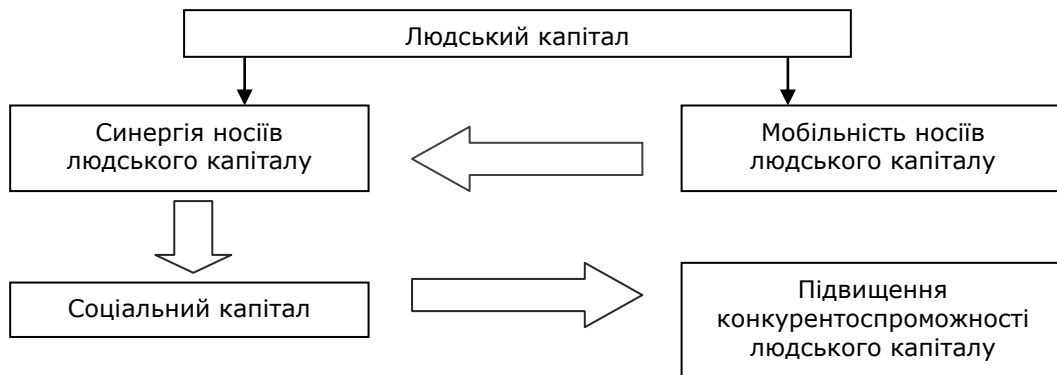 Людський капітал
Синергія носіїв
людського капіталу
Мобільність носіїв
людського капіталу
Соціальний капітал
Підвищення
конкурентоспроможності
людського капіталу